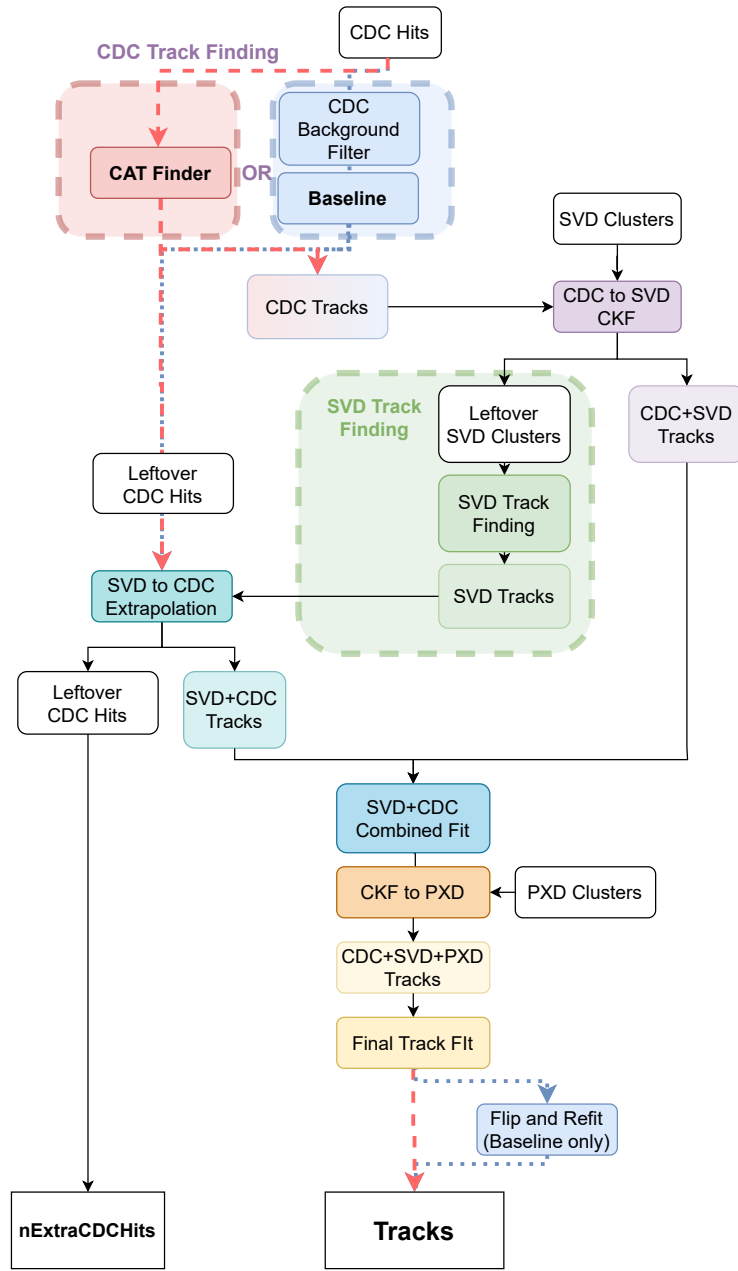 CDC Hits
CDC Track Finding
CDC
Background
Filter
CAT Finder
OR
Baseline
SVD Clusters
CDC Tracks
CDC to SVD
CKF
SVD Track
Finding
Leftover
SVD Clusters
CDC+SVD
Tracks
Leftover
CDC Hits
SVD Track
Finding
SVD to CDC
Extrapolation
SVD Tracks
Leftover
CDC Hits
SVD+CDC
Tracks
SVD+CDC
Combined Fit
CKF to PXD
PXD Clusters
CDC+SVD+PXD
Tracks
Final Track FIt
Flip and Refit
(Baseline only)
nExtraCDCHits
Tracks